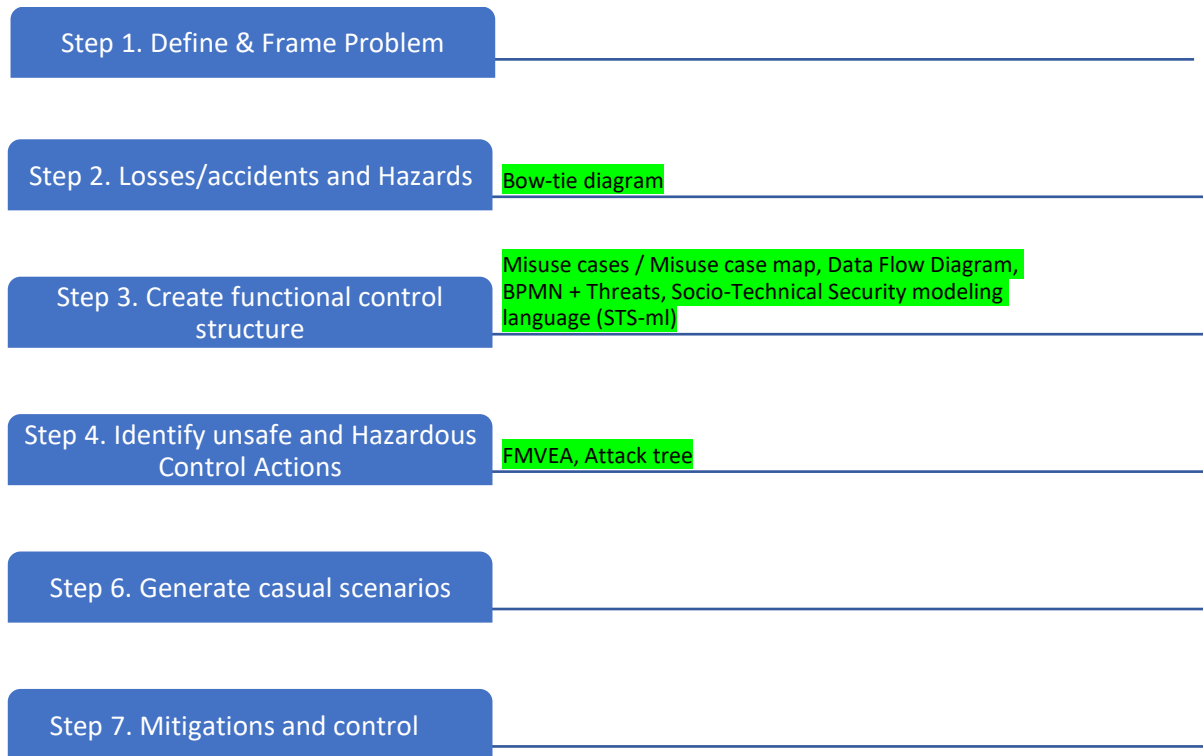 Step 1. Define & Frame Problem
Step 2. Losses/accidents and Hazards
Bow-tie diagram
Step 3. Create functional control
structure
Misuse cases / Misuse case map, Data Flow Diagram,
BPMN + Threats, Socio-Technical Security modeling
language (STS-ml)
Step 4. Identify unsafe and Hazardous
Control Actions
FMVEA, Attack tree
Step 6. Generate casual scenarios
Step 7. Mitigations and control